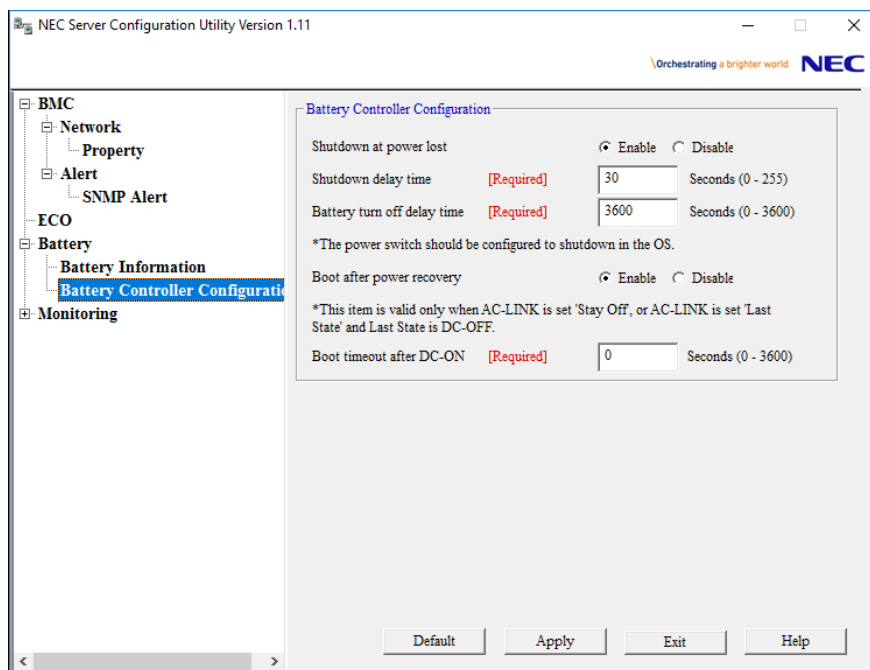 NEC Server Configuration Utility Version 1.11
\Orchestrating a brighter world NEC
BMC
Network
Property
Alert
SNMP Alert
ECO
Battery
Battery Information
Battery Controller Configuratio
Monitoring
Battery Controller Configuration
Shutdown at power lost Enable Disable
Shutdown delay time [Required] 30 Seconds (0 - 255)
Battery turn off delay time [Required] 3600 Seconds (0 - 3600)
*The power switch should be configured to shutdown in the OS.
Boot after power recovery Enable Disable
*This item is valid only when AC-LINK is set 'Stay Off', or AC-LINK is set 'Last
State' and Last State is DC-OFF.
Boot timeout after DC-ON [Required] 0 Seconds (0 - 3600)
Default Apply Exit Help